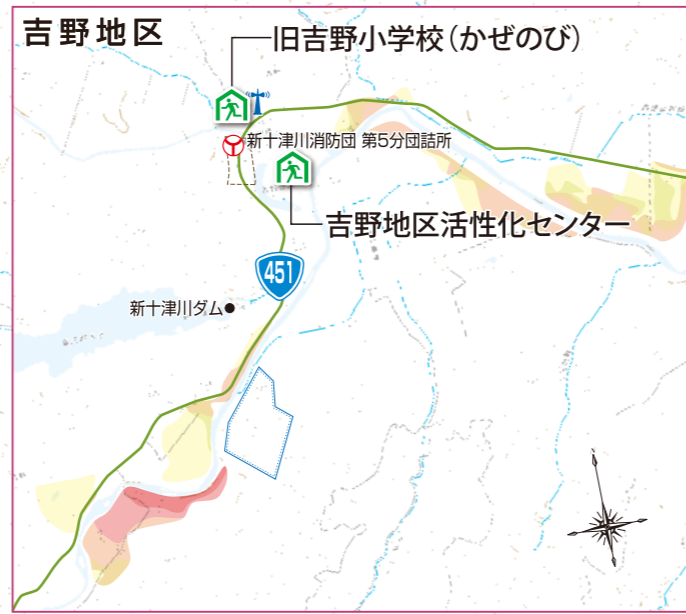 吉野地区
旧吉野小学校（かぜのび）
新十津川消防団 第5分団詰所
吉野地区活性化センター
451
新十津川ダム